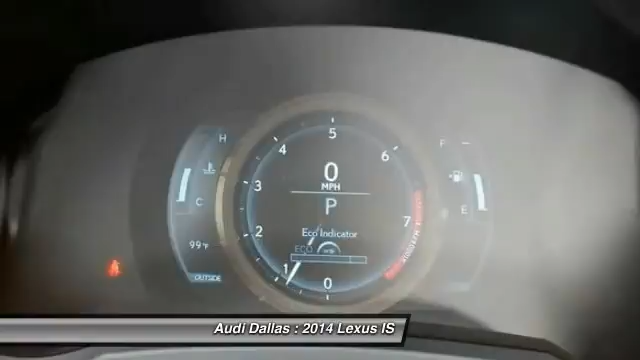 H
C
99°F
OUTSIDE
0
1
2
3
4
5
6
7
0
MPH
P
Eco Indicator
ECO
F
E
Audi Dallas : 2014 Lexus IS